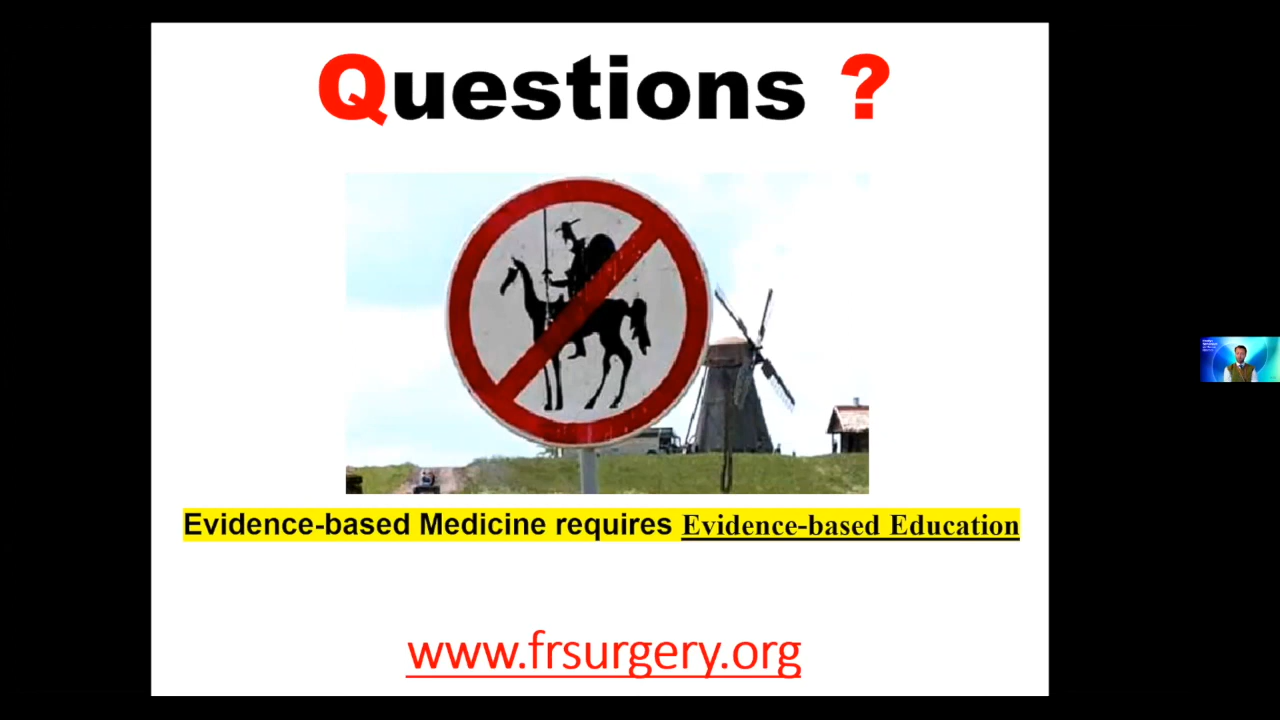 Questions ?
Evidence-based Medicine requires Evidence-based Education
www.frsurgery.org